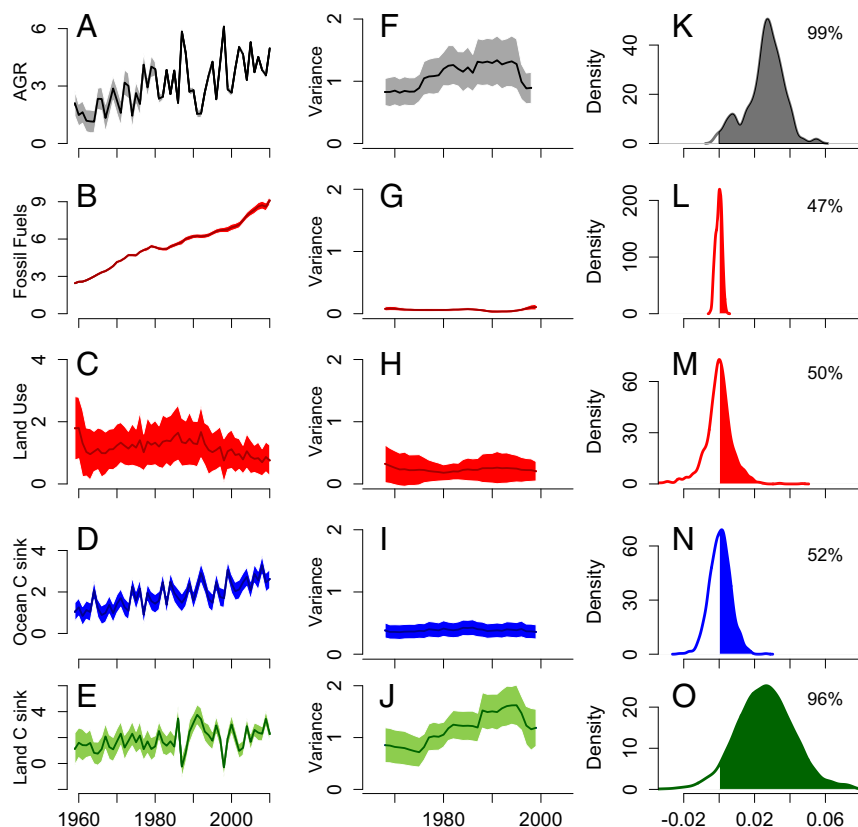 A
F
K
99%
AGR
0 3 6
Variance
0 1 2
1960 1980 2000
Density
0 20 40
B
G
L
47%
Fossil Fuels
0 3 6 9
Variance
0 1 2
Density
0 100 200
C
H
M
50%
Land Use
0 2 4
Variance
0 1 2
Density
0 30 60
D
I
N
52%
Ocean C sink
0 2 4
Variance
0 1 2
Density
0 30 60
E
J
O
96%
Land C sink
0 2 4
Variance
0 1 2
Density
0 10 20
1960 1980 2000
1960 1980 2000
-0.02 0.02 0.06